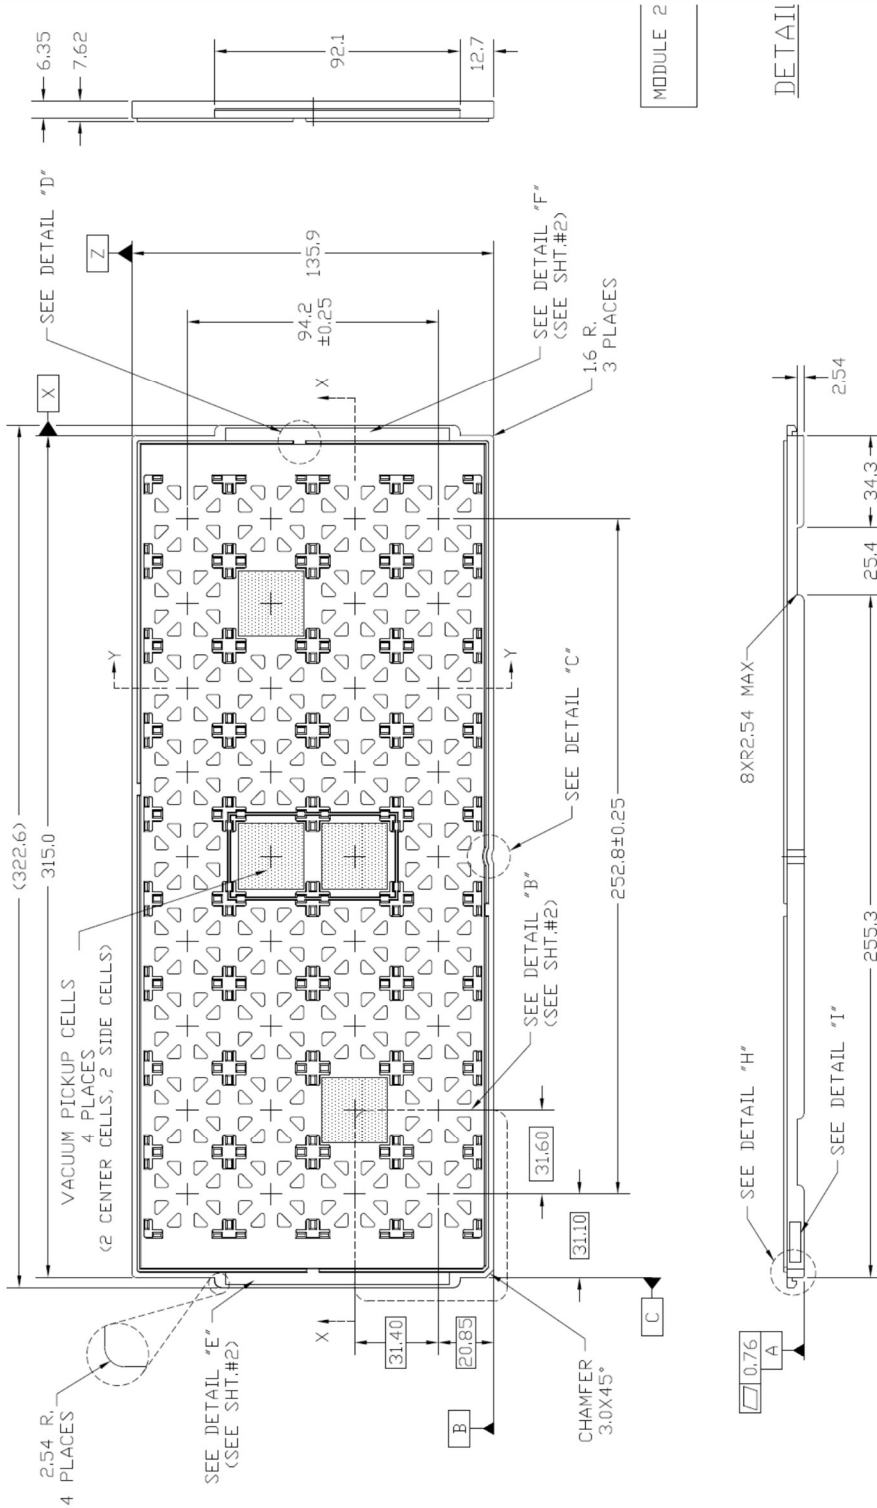 2.54 R.
4 PLACES
(322.6)
315.0
X
VACUUM PICKUP CELLS
4 PLACES
(2 CENTER CELLS, 2 SIDE CELLS)
SEE DETAIL "D"
6.35
7.62
92.1
12.7
Z
135.9
94.2
±0.25
SEE DETAIL "E"
(SEE SHT.#2)
X
X
Y
Y
SEE DETAIL "F"
(SEE SHT.#2)
1.6 R.
3 PLACES
31.40
20.85
B
CHAMFER
3.0X45°
31.10
31.60
SEE DETAIL "B"
(SEE SHT.#2)
SEE DETAIL "C"
252.8±0.25
C
MODULE 2
DETAIL
SEE DETAIL "H"
8XR2.54 MAX
2.54
0.76
A
SEE DETAIL "I"
255.3
25.4
34.3